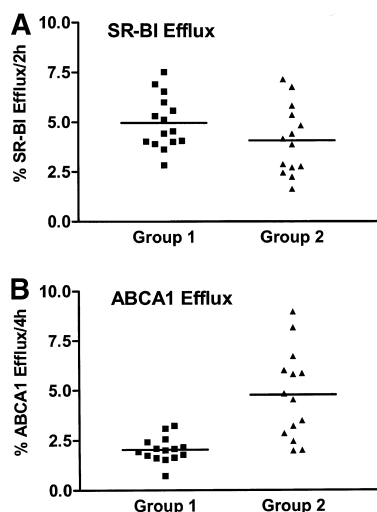 A
SR-BI Efflux
% SR-BI Efflux/2h
10.0
7.5
5.0
2.5
0.0
Group 1 Group 2
B
ABCA1 Efflux
% ABCA1 Efflux/4h
10.0
7.5
5.0
2.5
0.0
Group 1 Group 2